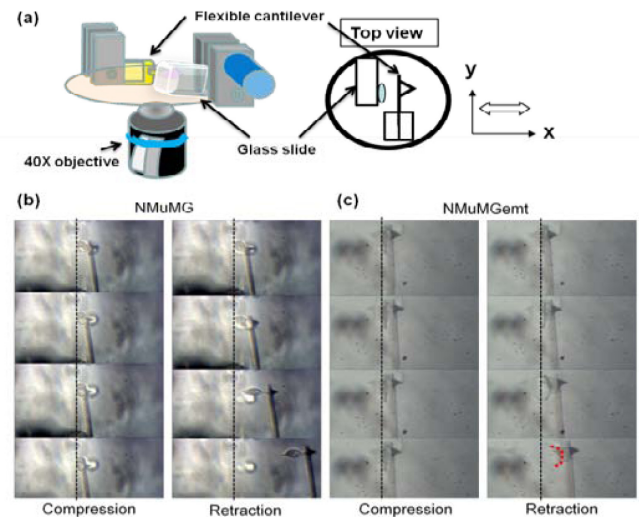 (a)
Flexible cantilever
Top view
y
x
Glass slide
40X objective
(b)
NMuMG
(c)
NMuMGemt
Compression
Retraction
Compression
Retraction